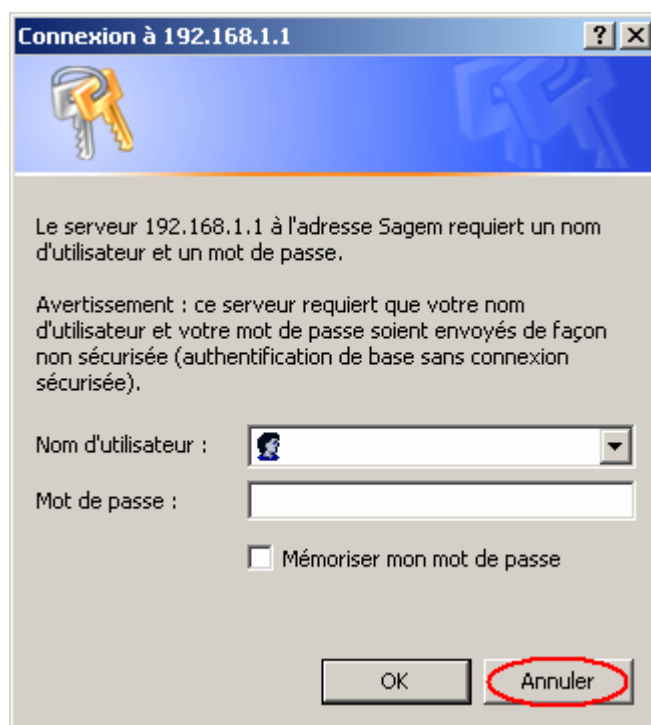 Connexion à 192.168.1.1
Le serveur 192.168.1.1 à l'adresse Sagem requiert un nom
d'utilisateur et un mot de passe.
Avertissement : ce serveur requiert que votre nom
d'utilisateur et votre mot de passe soient envoyés de façon
non sécurisée (authentification de base sans connexion
sécurisée).
Nom d'utilisateur :
Mot de passe :
Mémoriser mon mot de passe
OK
Annuler